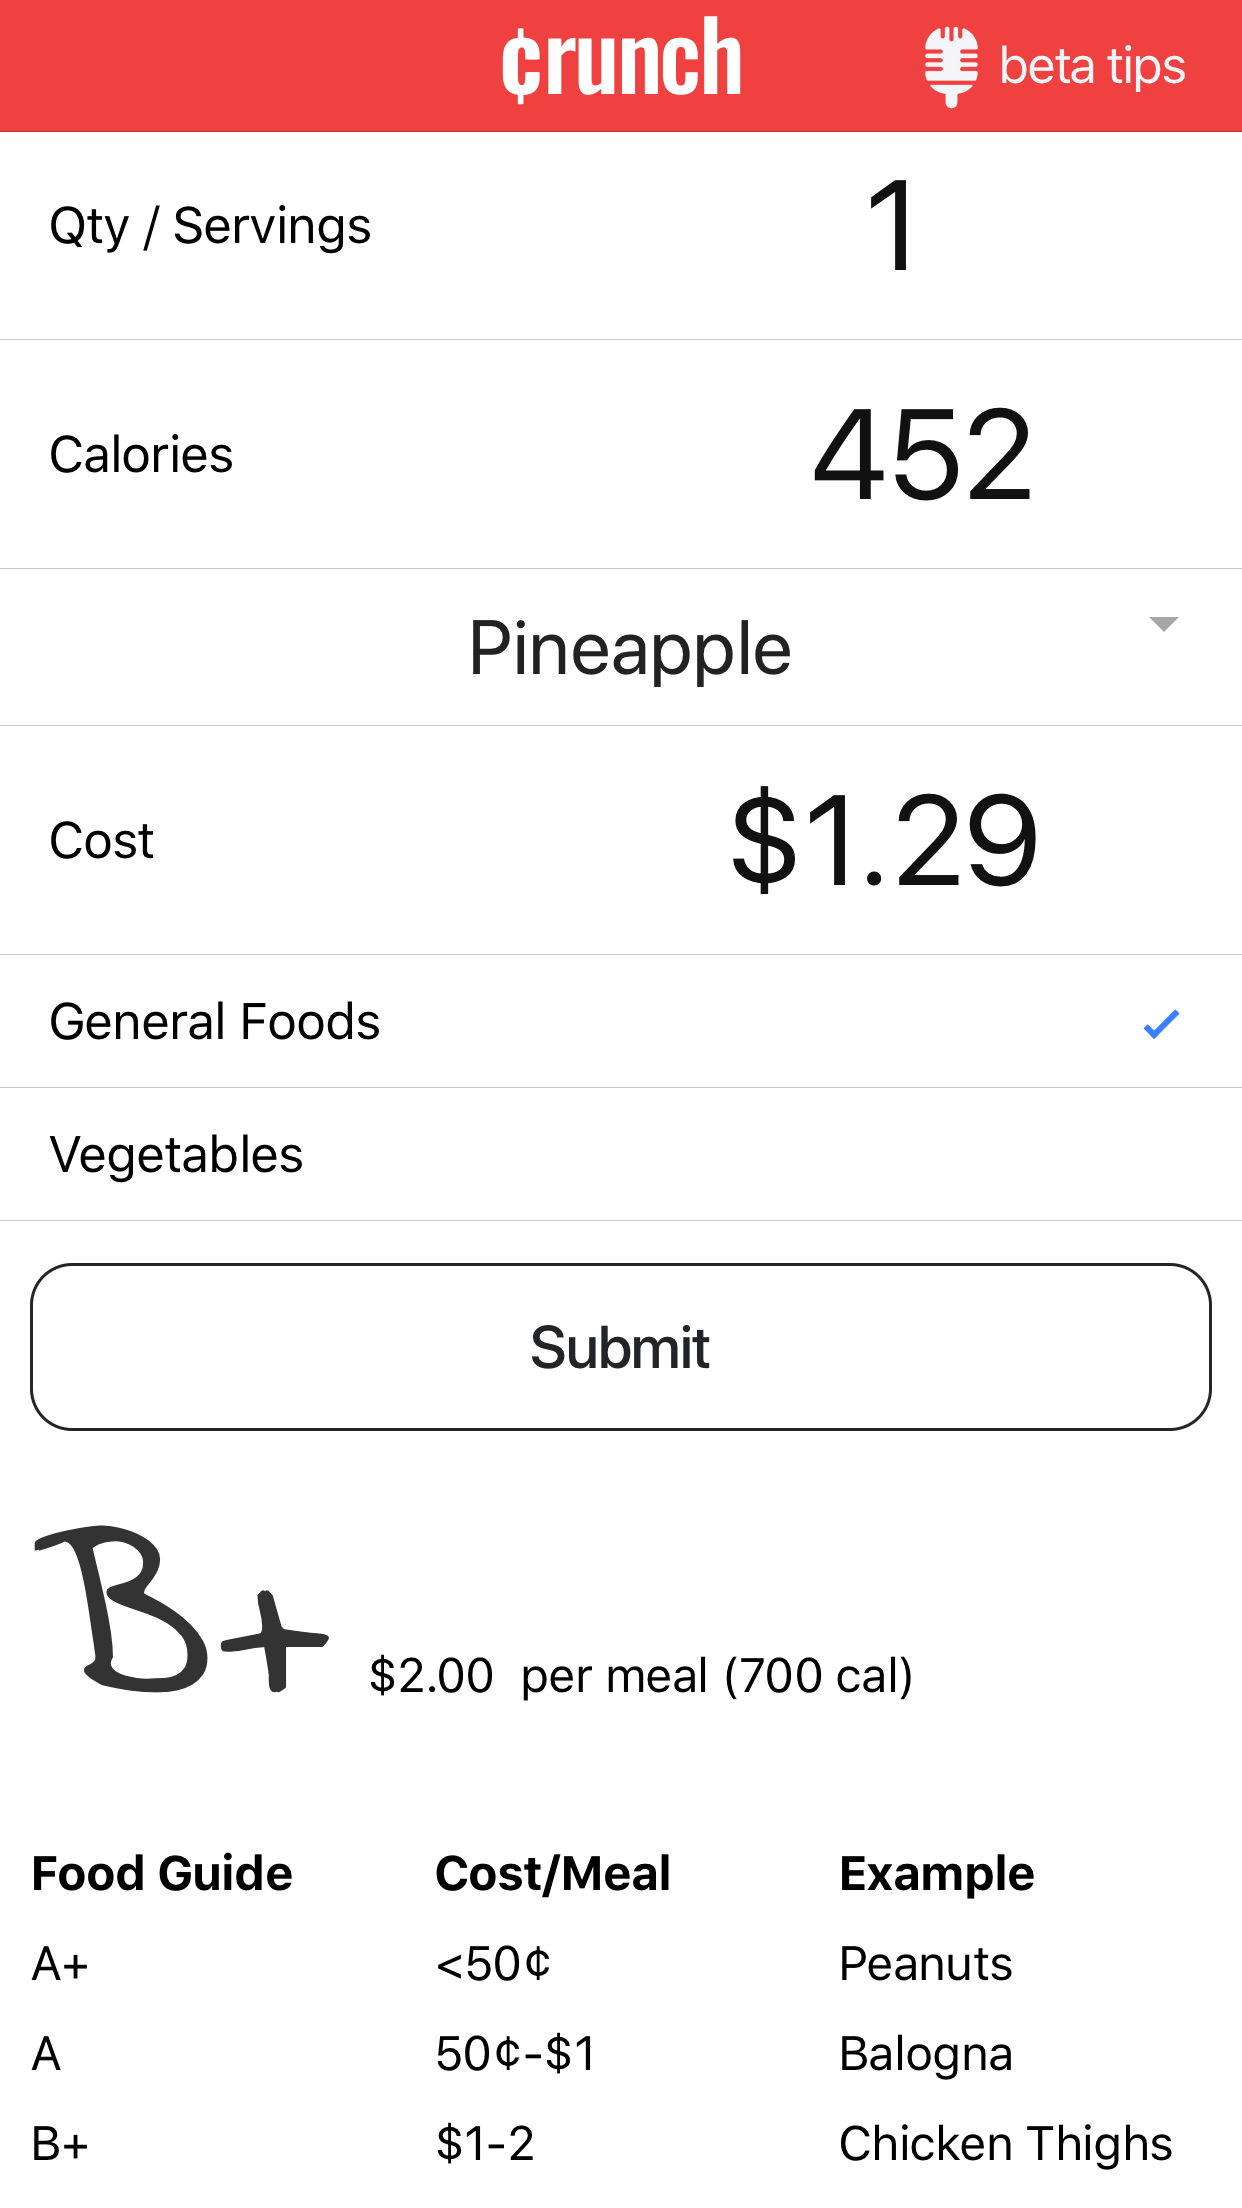 ¢runch
beta tips
Qty / Servings 1
Calories 452
Pineapple
Cost $1.29
General Foods
Vegetables
Submit
B+ $2.00 per meal (700 cal)
Food Guide Cost/Meal Example
A+ <50¢ Peanuts
A 50¢-$1 Balogna
B+ $1-2 Chicken Thighs